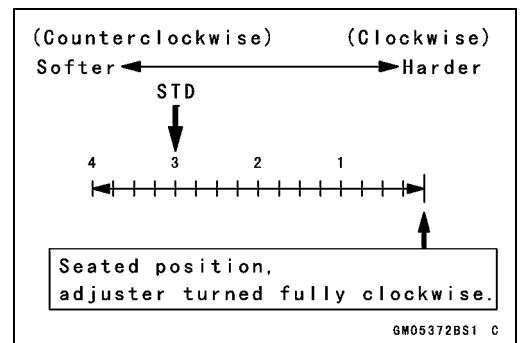 (Counterclockwise) (Clockwise)
Softer Harder
STD
4 3 2 1
Seated position,
adjuster turned fully clockwise.
GM05372BS1 C